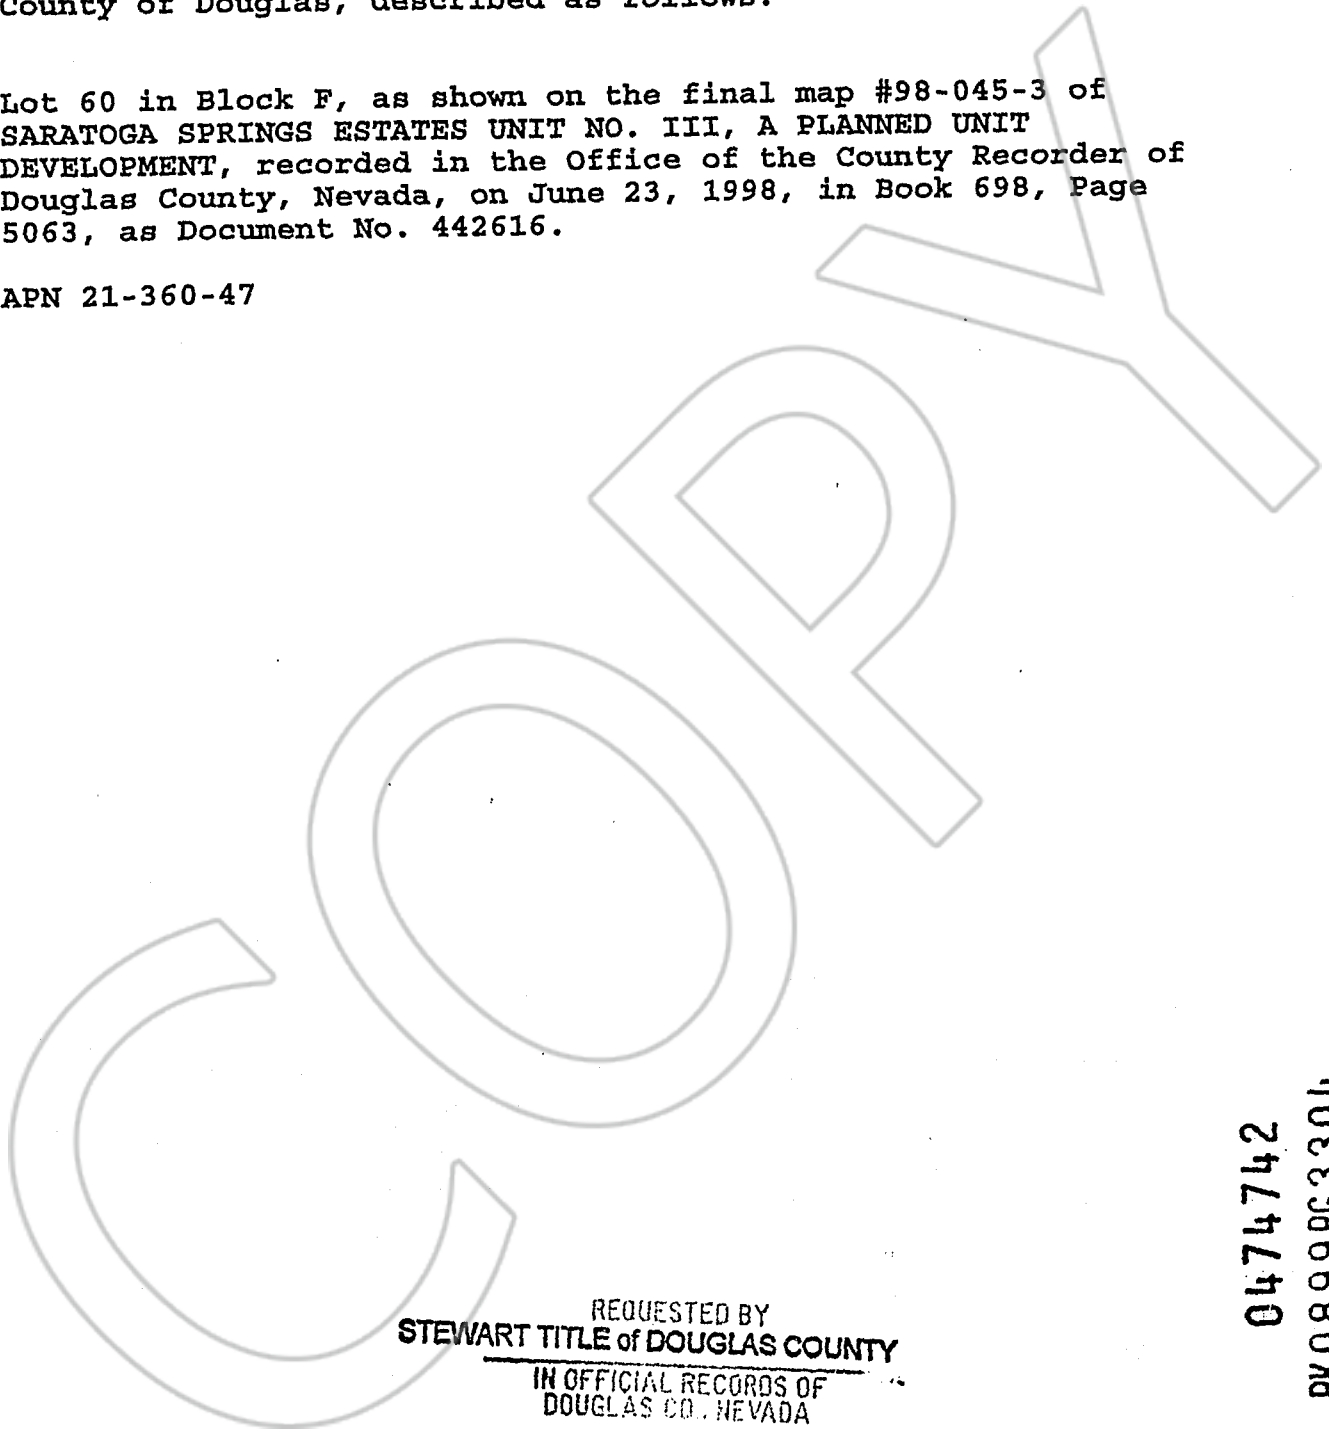 County of Douglas, described as follows:
Lot 60 in Block F, as shown on the final map #98-045-3 of
SARATOGA SPRINGS ESTATES UNIT NO. III, A PLANNED UNIT
DEVELOPMENT, recorded in the Office of the County Recorder of
Douglas County, Nevada, on June 23, 1998, in Book 698, Page
5063, as Document No. 442616.
APN 21-360-47
COPY
REQUESTED BY
STEWART TITLE of DOUGLAS COUNTY
IN OFFICIAL RECORDS OF
DOUGLAS CO., NEVADA
0474742